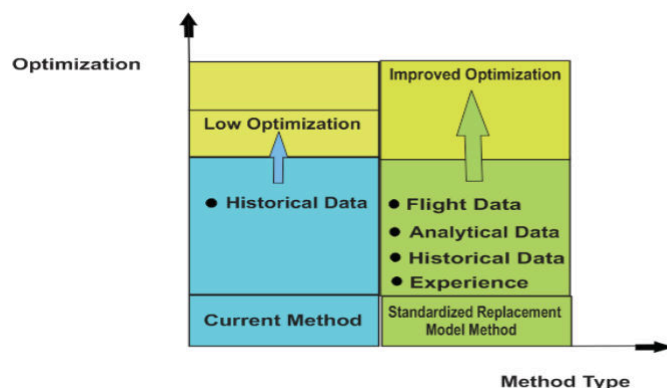 Optimization
Improved Optimization
Low Optimization
● Historical Data
● Flight Data
● Analytical Data
● Historical Data
● Experience
Current Method
Standardized Replacement
Model Method
Method Type